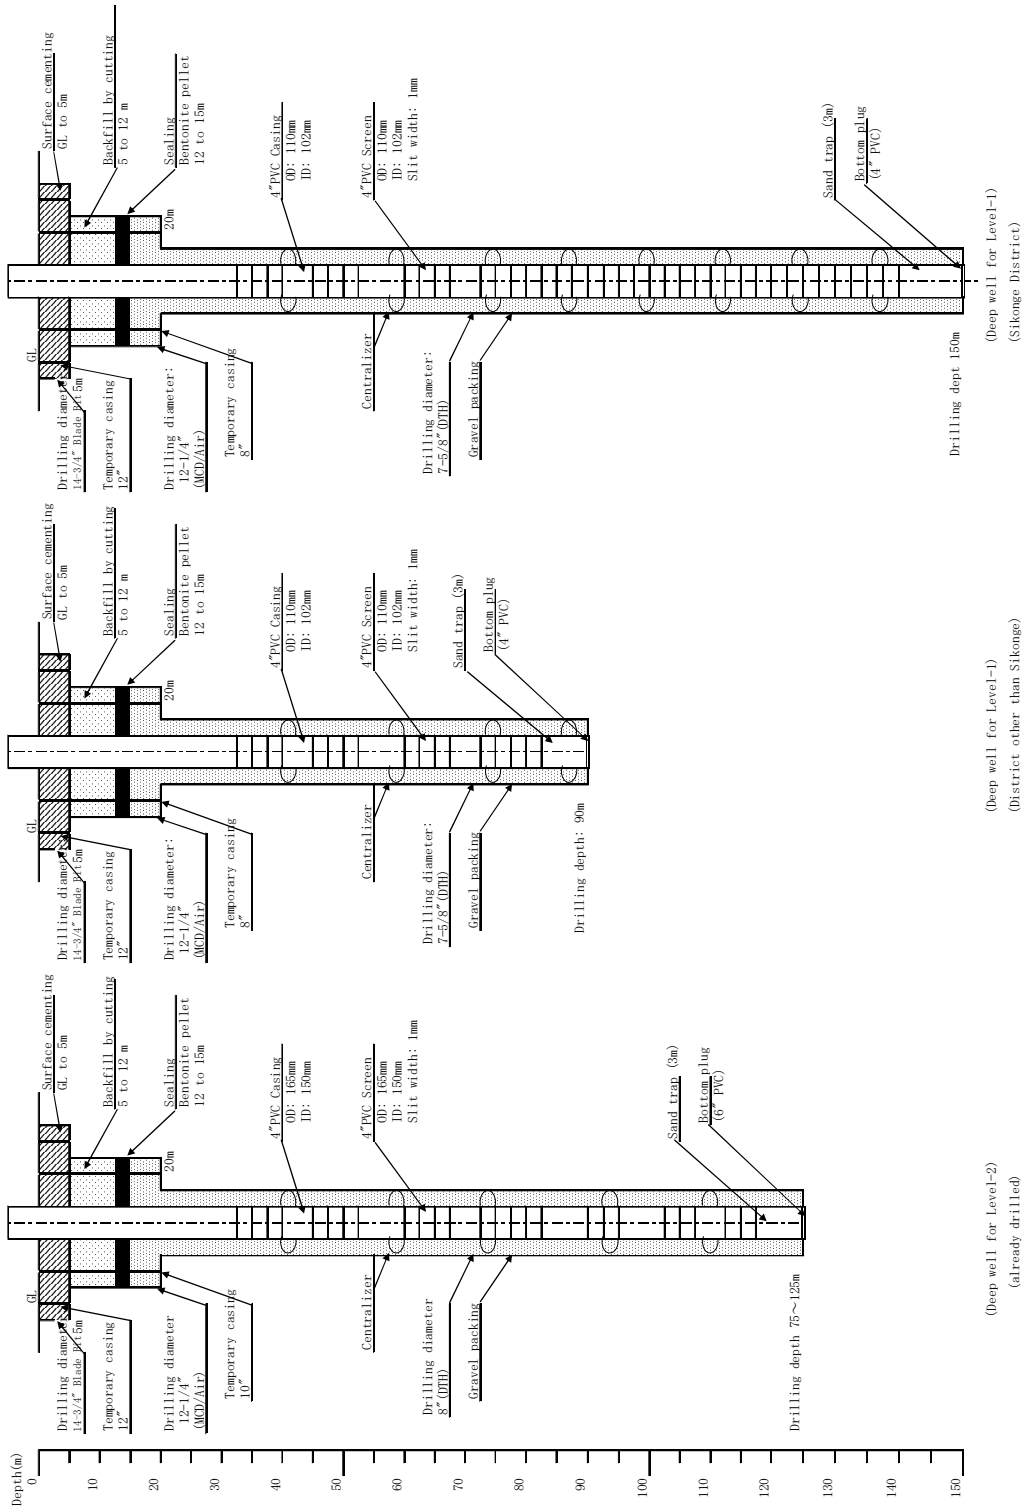 Depth(m)
0
10
20
30
40
50
60
70
80
90
100
110
120
130
140
150
GL
Drilling diameter
14-3/4" Blade Bit5m
Temporary casing
12"
Drilling diameter
12-1/4"
(MCD/Air)
Temporary casing
10"
Centralizer
Drilling diameter
8"(DTH)
Gravel packing
Drilling depth 75～125m
Surface cementing
GL to 5m
Backfill by cutting
5 to 12 m
Sealing
Bentonite pellet
12 to 15m
20m
4"PVC Casing
OD: 165mm
ID: 150mm
4"PVC Screen
OD: 165mm
ID: 150mm
Slit width: 1mm
Sand trap (3m)
Bottom plug
(6" PVC)
(Deep well for Level-2)
(already drilled)
GL
Drilling diameter
14-3/4" Blade Bit5m
Temporary casing
12"
Drilling diameter:
12-1/4"
(MCD/Air)
Temporary casing
8"
Centralizer
Drilling diameter:
7-5/8"(DTH)
Gravel packing
Drilling depth: 90m
Surface cementing
GL to 5m
Backfill by cutting
5 to 12 m
Sealing
Bentonite pellet
12 to 15m
20m
4"PVC Casing
OD: 110mm
ID: 102mm
4"PVC Screen
OD: 110mm
ID: 102mm
Slit width: 1mm
Sand trap (3m)
Bottom plug
(4" PVC)
(Deep well for Level-1)
(District other than Sikonge)
GL
Drilling diameter
14-3/4" Blade Bit5m
Temporary casing
12"
Drilling diameter:
12-1/4"
(MCD/Air)
Temporary casing
8"
Centralizer
Drilling diameter:
7-5/8"(DTH)
Gravel packing
Drilling dept 150m
Surface cementing
GL to 5m
Backfill by cutting
5 to 12 m
Sealing
Bentonite pellet
12 to 15m
20m
4"PVC Casing
OD: 110mm
ID: 102mm
4"PVC Screen
OD: 110mm
ID: 102mm
Slit width: 1mm
Sand trap (3m)
Bottom plug
(4" PVC)
(Deep well for Level-1)
(Sikonge District)